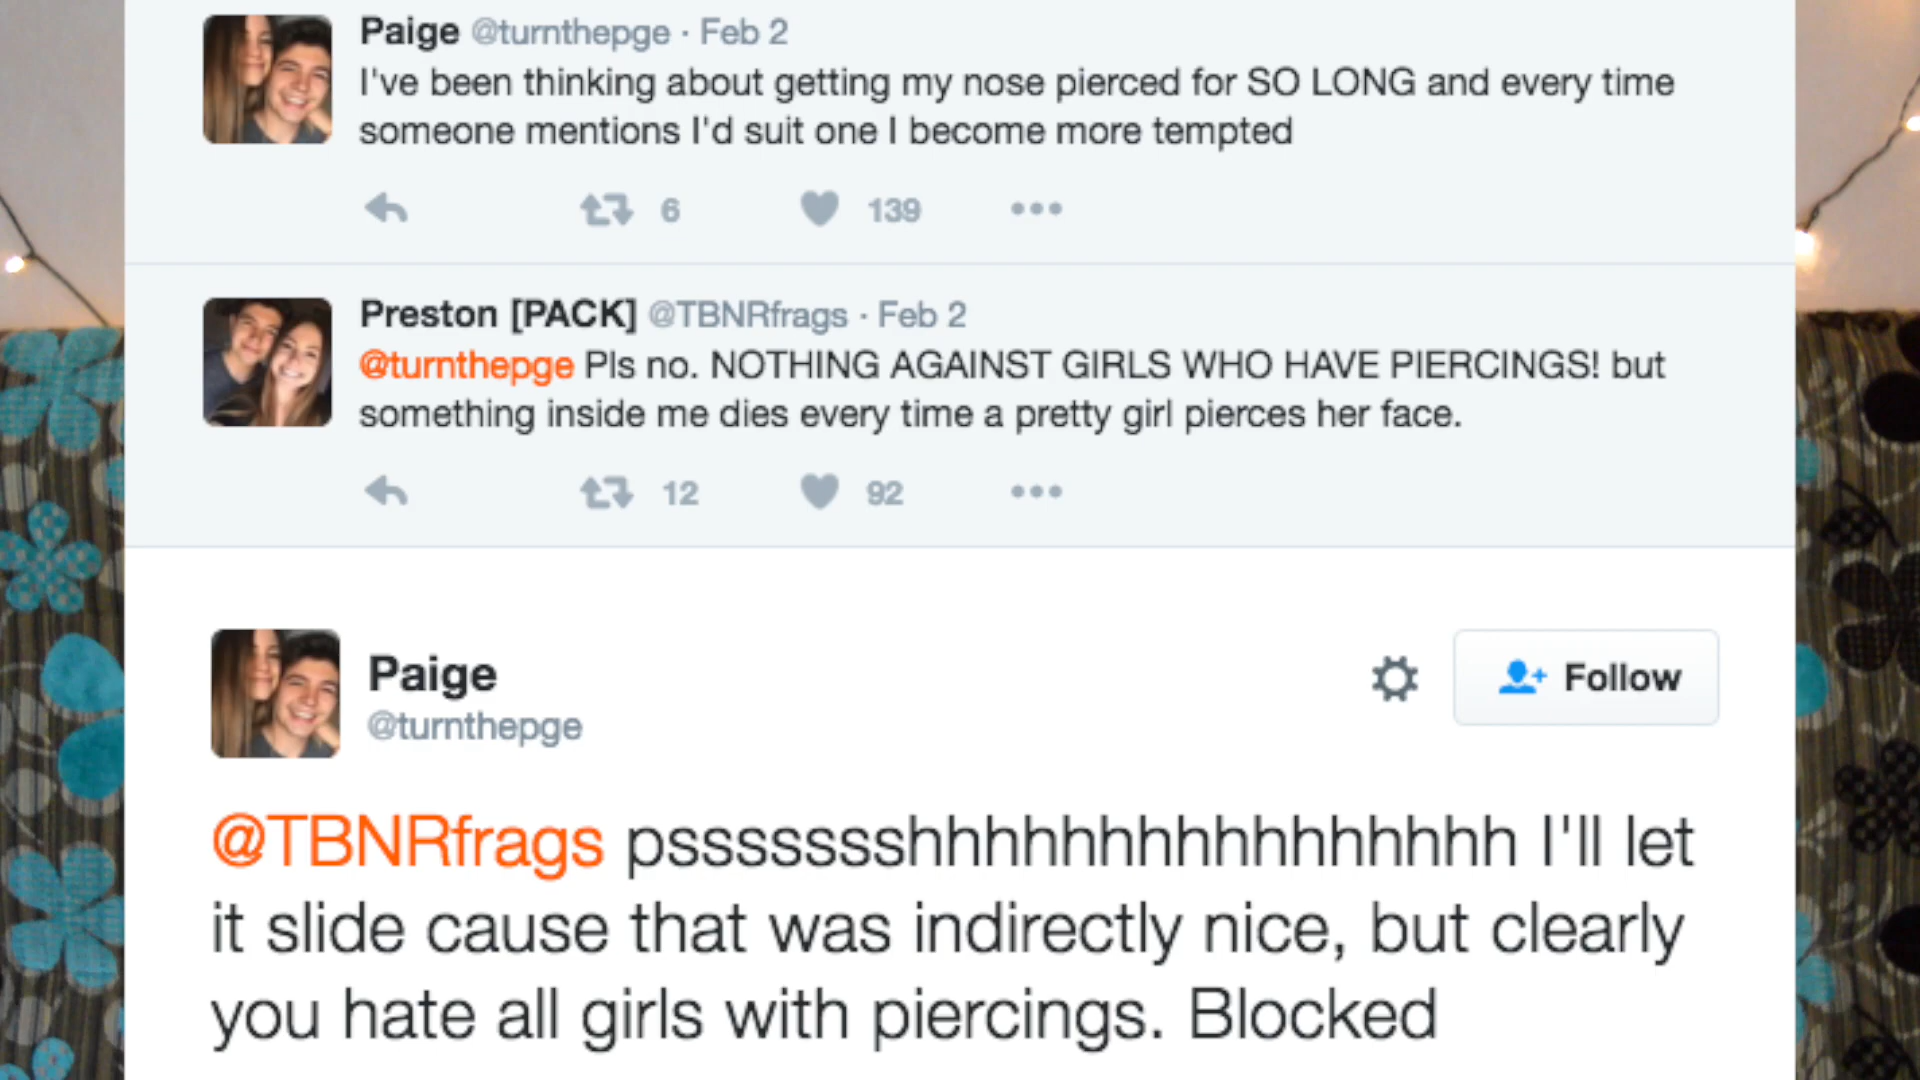 Paige @turnthepge · Feb 2
I've been thinking about getting my nose pierced for SO LONG and every time
someone mentions I'd suit one I become more tempted
6 139
Preston [PACK] @TBNRfrags · Feb 2
@turnthepge Pls no. NOTHING AGAINST GIRLS WHO HAVE PIERCINGS! but
something inside me dies every time a pretty girl pierces her face.
12 92
Paige
@turnthepge
Follow
@TBNRfrags pssssssshhhhhhhhhhhhhhhhh I'll let
it slide cause that was indirectly nice, but clearly
you hate all girls with piercings. Blocked